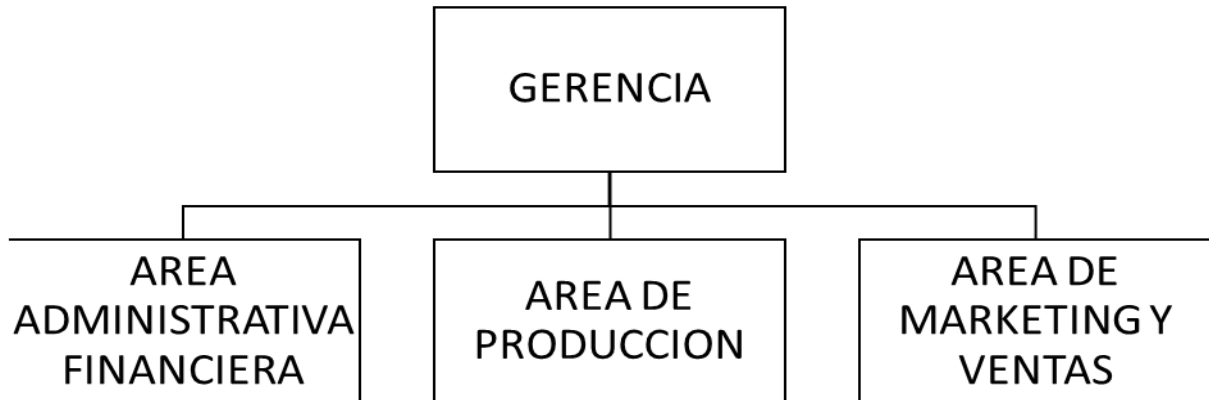 GERENCIA
AREA
ADMINISTRATIVA
FINANCIERA
AREA DE
PRODUCCION
AREA DE
MARKETING Y
VENTAS